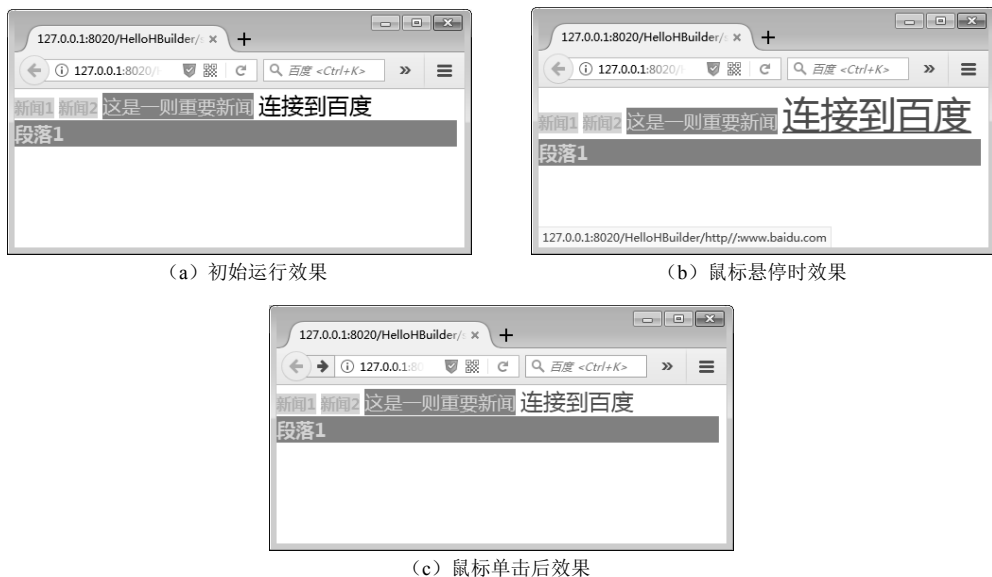 127.0.0.1:8020/HelloHBuilder/
127.0.0.1:8020/
百度 <Ctrl+K>
新闻1 新闻2 这是一则重要新闻 连接到百度
段落1
(a)初始运行效果
127.0.0.1:8020/HelloHBuilder/
127.0.0.1:8020/
百度 <Ctrl+K>
新闻1 新闻2 这是一则重要新闻 连接到百度
段落1
127.0.0.1:8020/HelloHBuilder/http//:www.baidu.com
(b)鼠标悬停时效果
127.0.0.1:8020/HelloHBuilder/
127.0.0.1:80
百度 <Ctrl+K>
新闻1 新闻2 这是一则重要新闻 连接到百度
段落1
(c)鼠标单击后效果